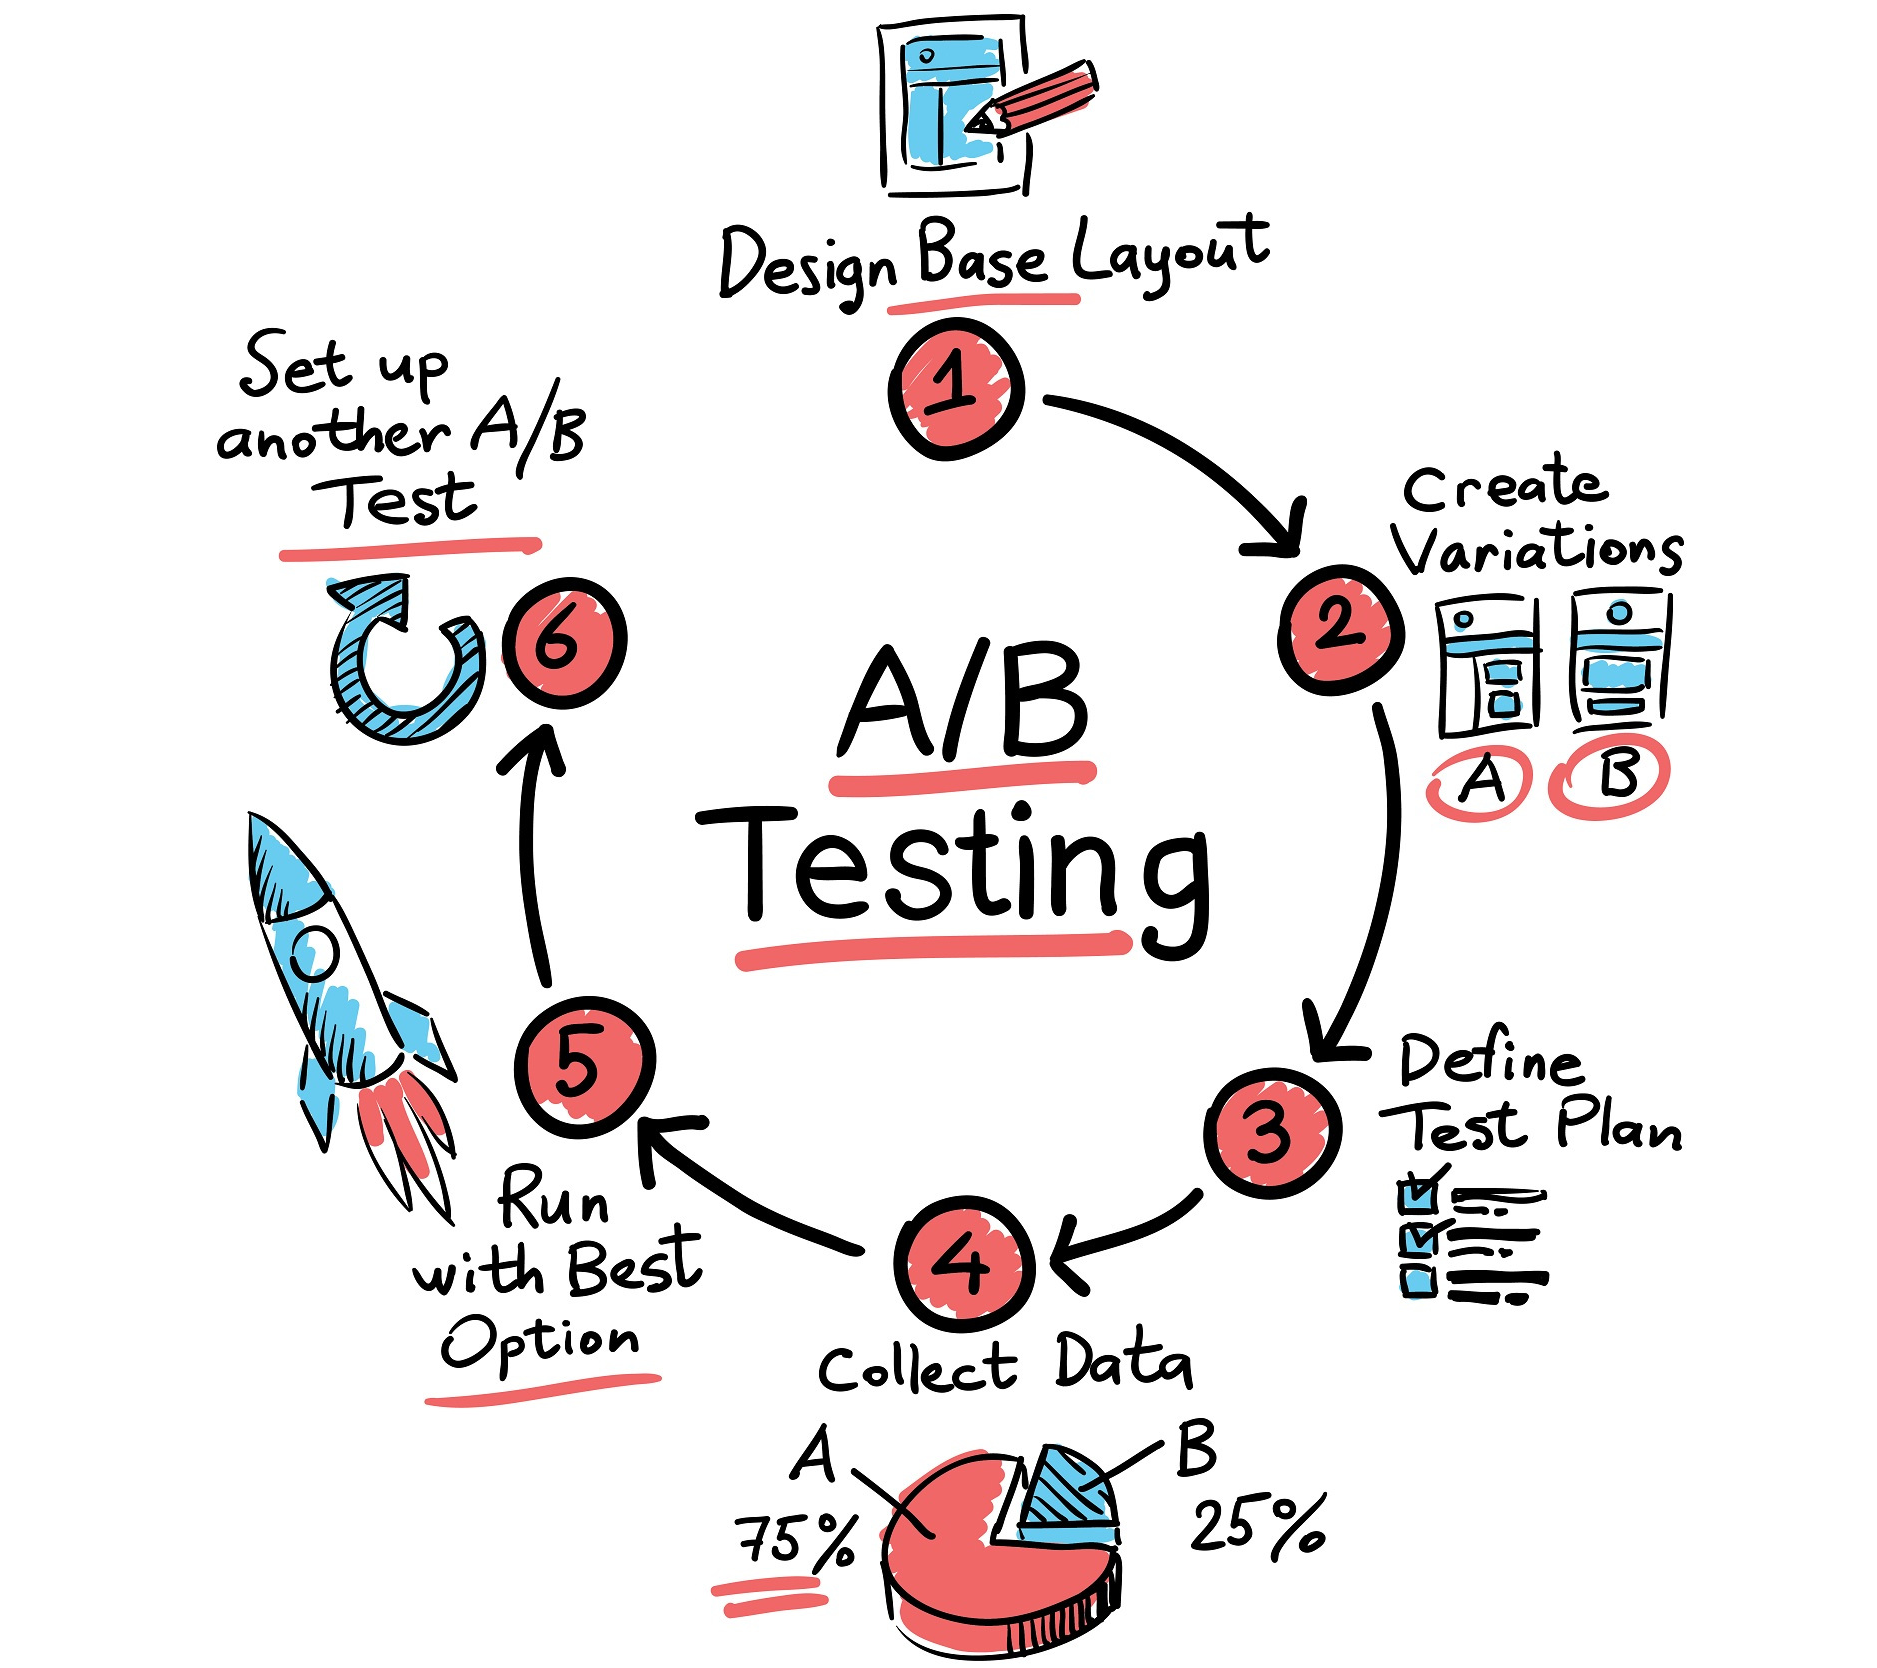 Design Base Layout
1
Create
Variations
2
A B
Define
Test Plan
3
4
Collect Data
A
75%
B
25%
5
Run
with Best
Option
Set up
another A/B
Test
6
A/B
Testing